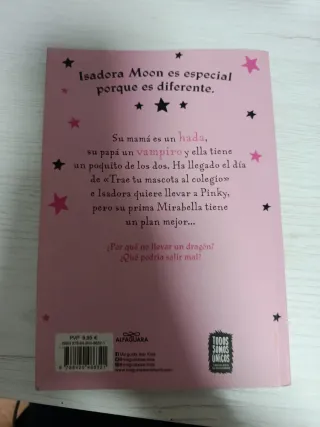 Isadora Moon es especial
porque es diferente.
Su mamá es un hada,
su papá un vampiro y ella tiene
un poquito de los dos. Ha llegado el día
de «Trae tu mascota al colegio»
e Isadora quiere llevar a Pinky,
pero su prima Mirabella tiene
un plan mejor...
¿Por qué no llevar un dragón?
¿Qué podría salir mal?
ALFAGUARA
TODOS
SOMOS
ÚNICOS